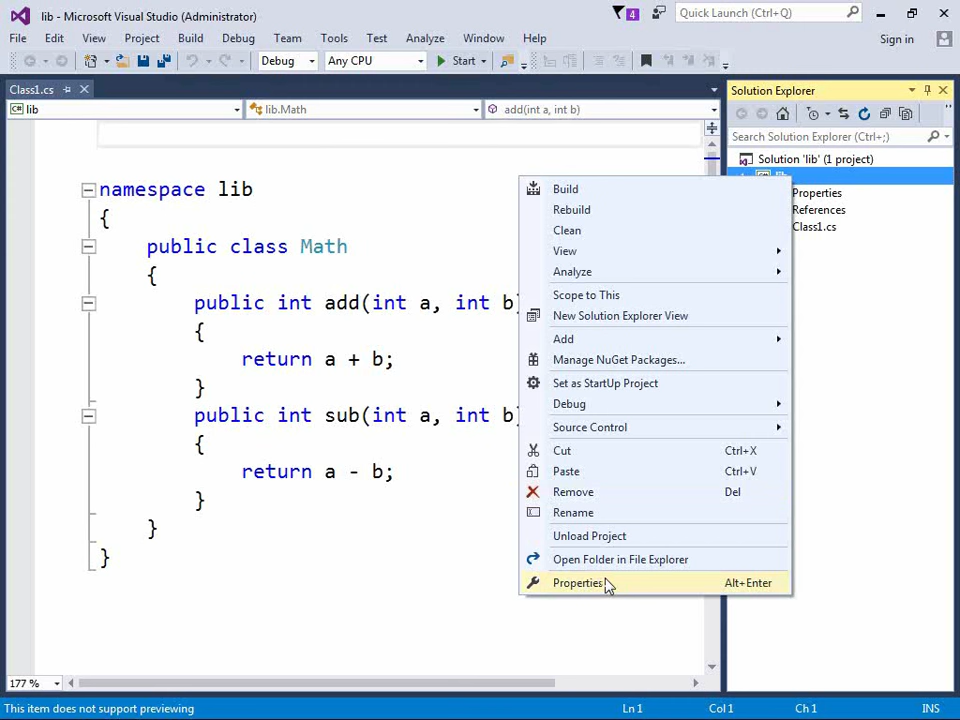 lib - Microsoft Visual Studio (Administrator)
4
Quick Launch (Ctrl+Q)
File Edit View Project Build Debug Team Tools Test Analyze Window Help
Sign in
Debug Any CPU Start
Class1.cs
Solution Explorer
lib lib.Math add(int a, int b)
Search Solution Explorer (Ctrl+;)
Solution 'lib' (1 project)
Properties
References
Class1.cs
namespace lib
{
public class Math
{
public int add(int a, int b)
{
return a + b;
}
public int sub(int a, int b)
{
return a - b;
}
}
}
Build
Rebuild
Clean
View
Analyze
Scope to This
New Solution Explorer View
Add
Manage NuGet Packages...
Set as StartUp Project
Debug
Source Control
Cut Ctrl+X
Paste Ctrl+V
Remove Del
Rename
Unload Project
Open Folder in File Explorer
Properties Alt+Enter
177 %
This item does not support previewing Ln 1 Col 1 Ch 1 INS